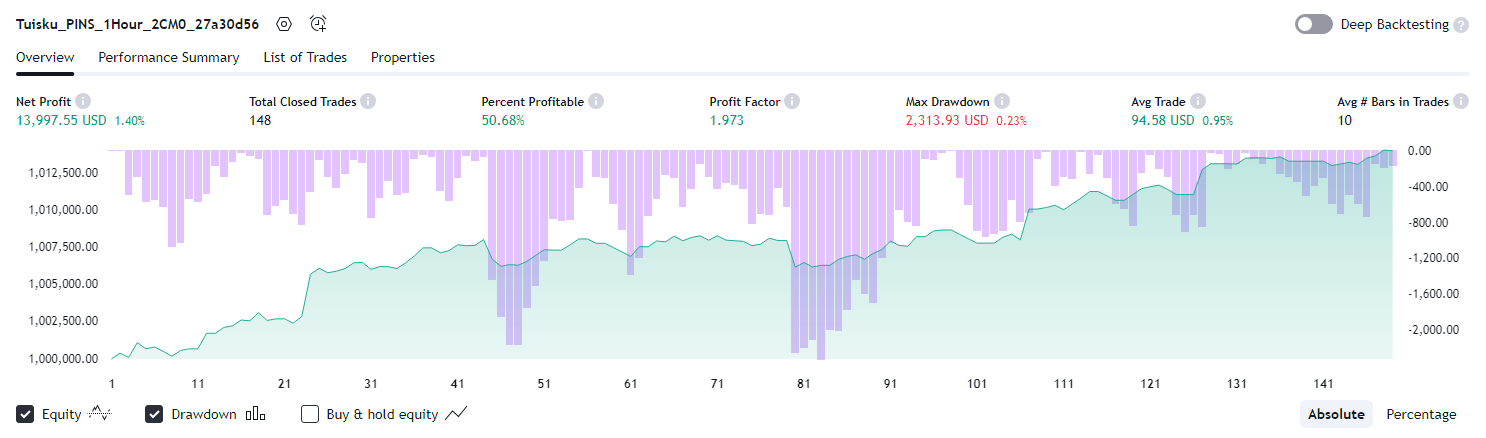 Tuisku_PINS_1Hour_2CM0_27a30d56 Deep Backtesting ?
Overview Performance Summary List of Trades Properties
Net Profit Total Closed Trades Percent Profitable Profit Factor Max Drawdown Avg Trade Avg # Bars in Trades
13,997.55 USD 1.40% 148 50.68% 1.973 2,313.93 USD 0.23% 94.58 USD 0.95% 10
0.00
1,012,500.00
-400.00
1,010,000.00
-800.00
1,007,500.00
-1,200.00
1,005,000.00
-1,600.00
1,002,500.00
-2,000.00
1,000,000.00
1 11 21 31 41 51 61 71 81 91 101 111 121 131 141
Equity Drawdown Buy & hold equity Absolute Percentage